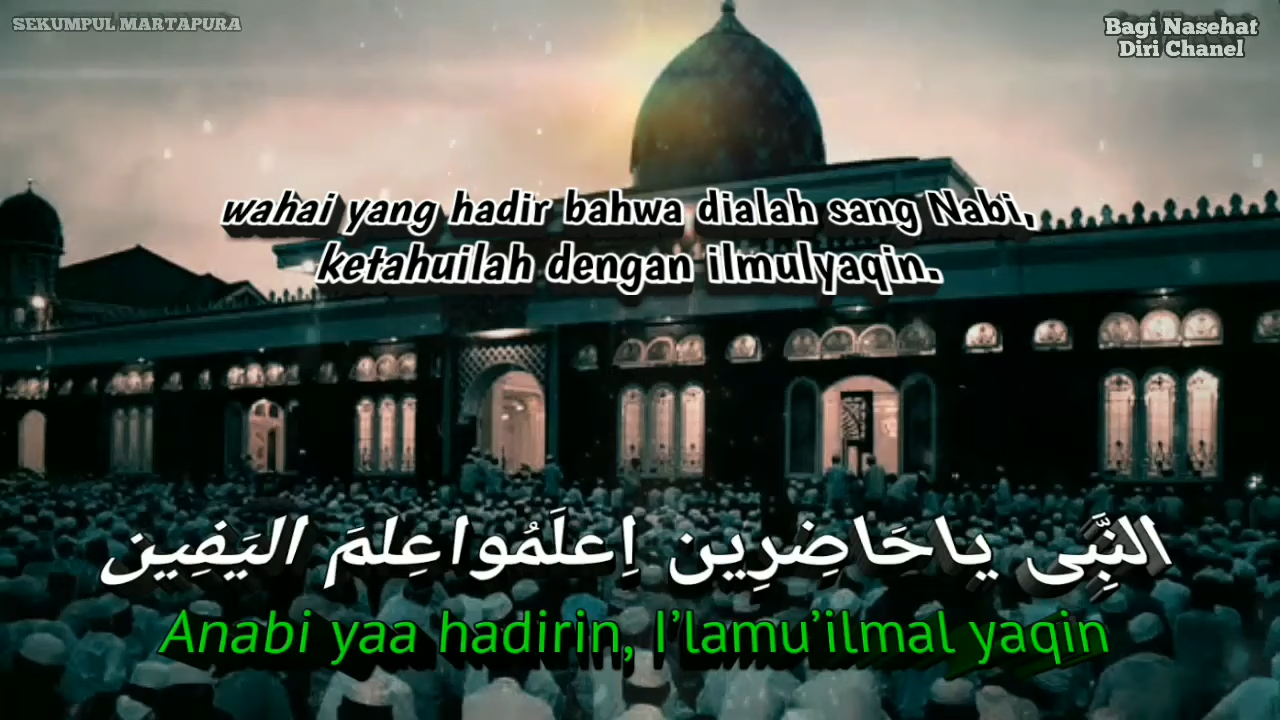 SEKUMPUL MARTAPURA
Bagi Nasehat
Diri Chanel
wahai yang hadir bahwa dialah sang Nabi,
ketahuilah dengan ilmulyaqin.
النَّبِى ياحَاضِرِين اِعلَمُوا عِلمَ اليَفِين
Anabi yaa hadirin, I'lamu'ilmal yaqin